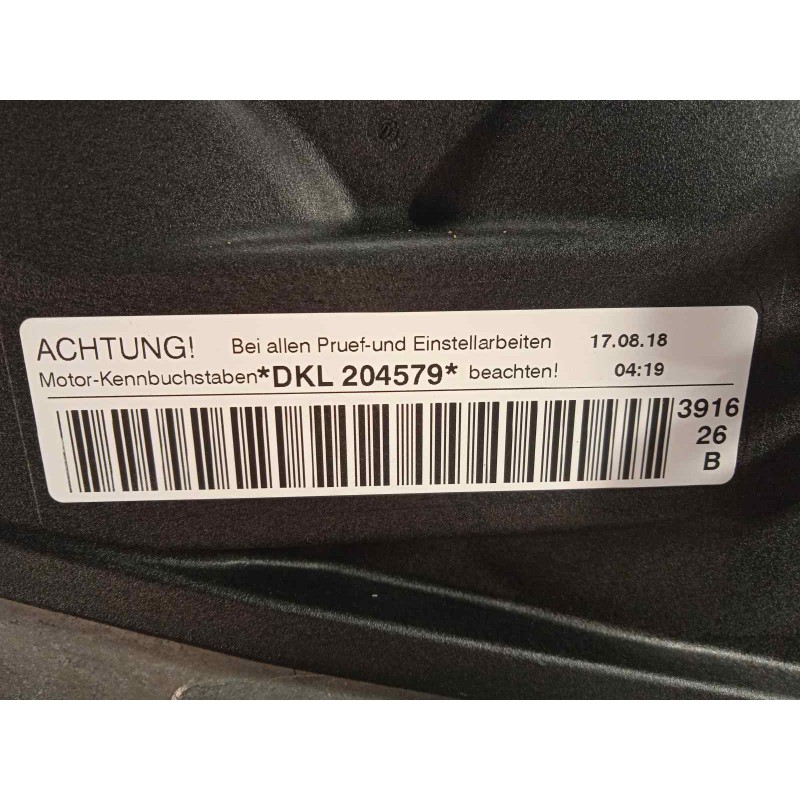 ACHTUNG! Bei allen Pruef-und Einstellarbeiten 17.08.18
Motor-Kennbuchstaben *DKL 204579* beachten! 04:19
3916
26
B